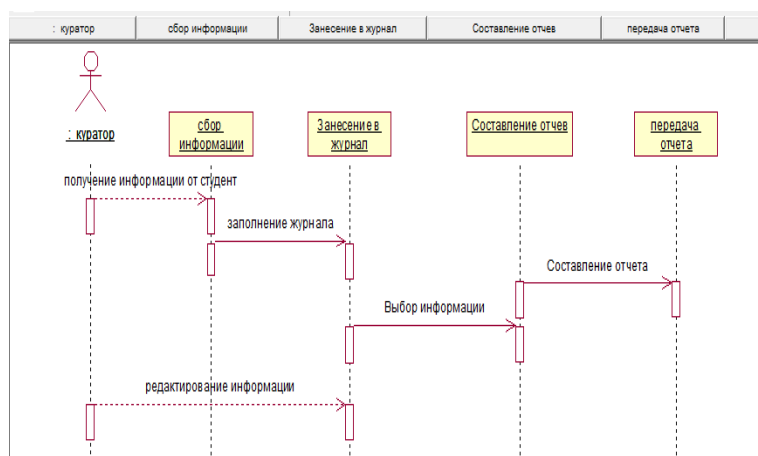 : куратор
сбор информации
Занесение в журнал
Составление отчев
передача отчета
: куратор
сбор
информации
Занесение в
журнал
Составление отчев
передача
отчета
получение информации от студент
заполнение журнала
Составление отчета
Выбор информации
редактирование информации